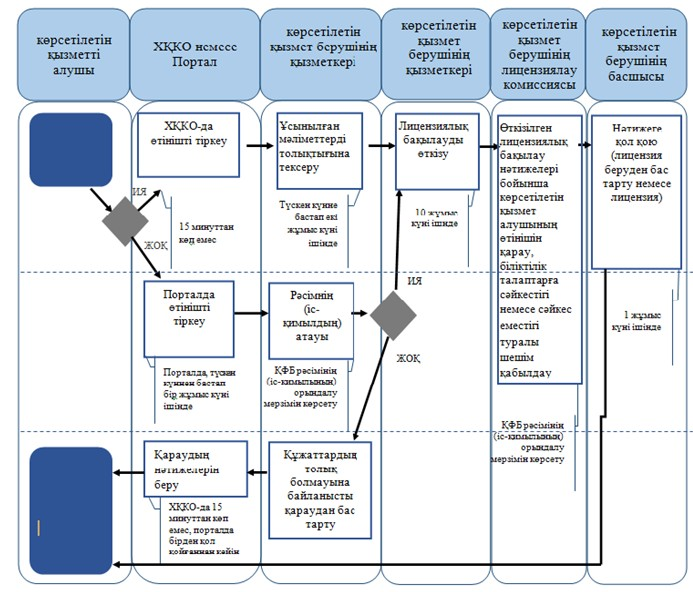 көрсетілетін
қызметті
алушы
ХҚКО немесе
Портал
көрсетілетін
қызмет берушінің
қызметкері
көрсетілетін
қызмет
берушінің
қызметкері
көрсетілетін
қызмет
берушінің
лицензиялау
комиссиясы
көрсетілетін
қызмет
берушінің
басшысы
ХҚКО-да
өтінішті тіркеу
Ұсынылған
мәліметтерді
толықтығына
тексеру
Лицензиялық
бақылауды
өткізу
Өткізілген
лицензиялық
бақылау
нәтижелері
бойынша
көрсетілетін
қызмет
алушының
өтінішін
қарау,
біліктілік
талаптарға
сәйкестігі
немесе сәйкес
еместігі
туралы
шешім
қабылдау
Нәтижеге
қол қою
(лицензия
беруден бас
тарту немесе
лицензия)
ИЯ
ЖОҚ
15 минуттан
көп емес
Түскен күнне
бастап екі
жұмыс күні
ішінде
10 жұмыс
күні ішінде
Порталда
өтінішті
тіркеу
Рәсімнің
(іс-
қимылдың)
атауы
ИЯ
ЖОҚ
1 жұмыс
күні ішінде
Порталда, түскен
күннен бастап
бір жұмыс күні
ішінде
ҚФБ рәсімінің
(іс-қимылының)
орындалу
мерзімін көрсету
ҚФБ рәсімінің
(іс-қимылының)
орындалу
мерзімін көрсету
Қараудың
нәтижелерін
беру
Құжаттардың
толық
болмауына
байланысты
қараудан бас
тарту
ХҚКО-да 15
минуттан көп
емес, порталда
бірден қол
қойғаннан кейін